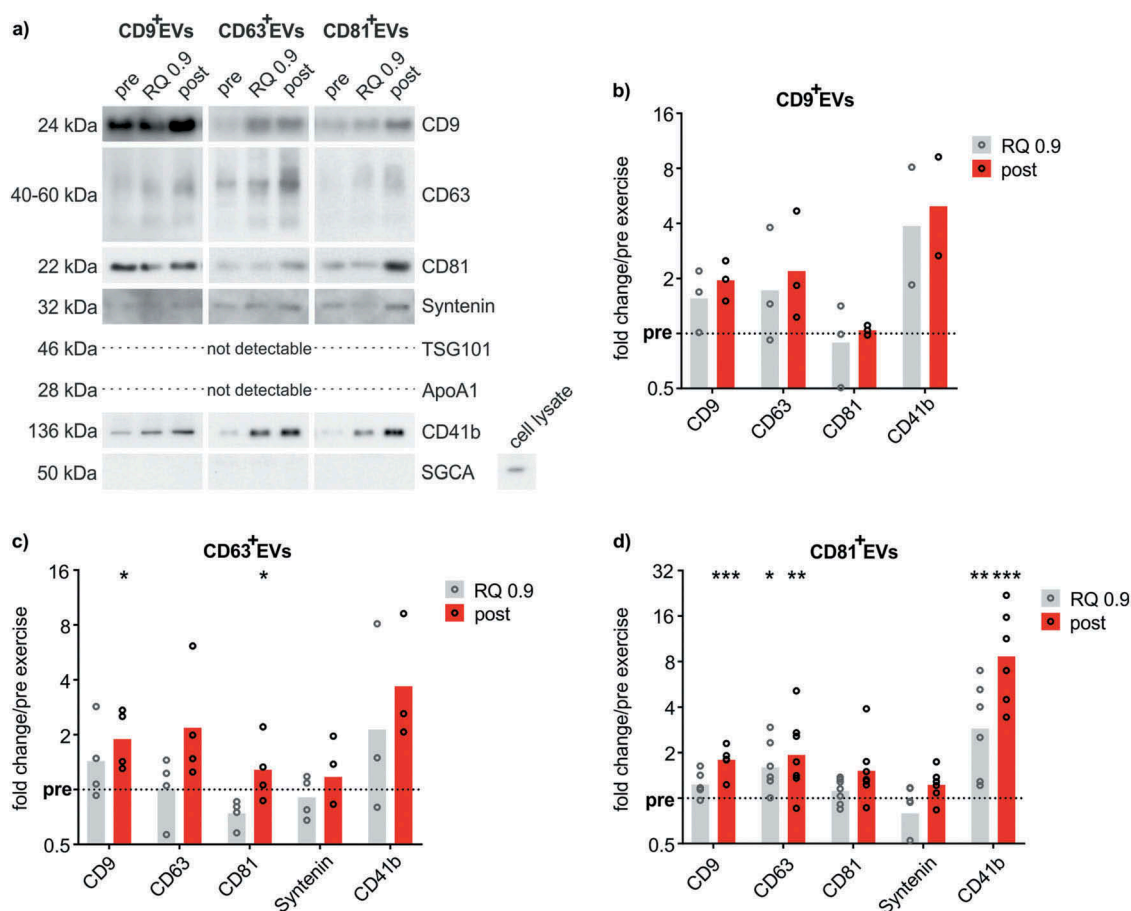 a)
CD9+EVs CD63+EVs CD81+EVs
pre RQ 0.9 post pre RQ 0.9 post pre RQ 0.9 post
24 kDa CD9
40-60 kDa CD63
22 kDa CD81
32 kDa Syntenin
46 kDa not detectable TSG101
28 kDa not detectable ApoA1
136 kDa CD41b
cell lysate
50 kDa SGCA
b)
CD9+EVs
fold change/pre exercise
16
8
4
2
pre
0.5
RQ 0.9
post
CD9 CD63 CD81 CD41b
c)
CD63+EVs
* *
fold change/pre exercise
16
8
4
2
pre
0.5
RQ 0.9
post
CD9 CD63 CD81 Syntenin CD41b
d)
CD81+EVs
*** * ** ** ***
fold change/pre exercise
32
16
8
4
2
pre
0.5
RQ 0.9
post
CD9 CD63 CD81 Syntenin CD41b